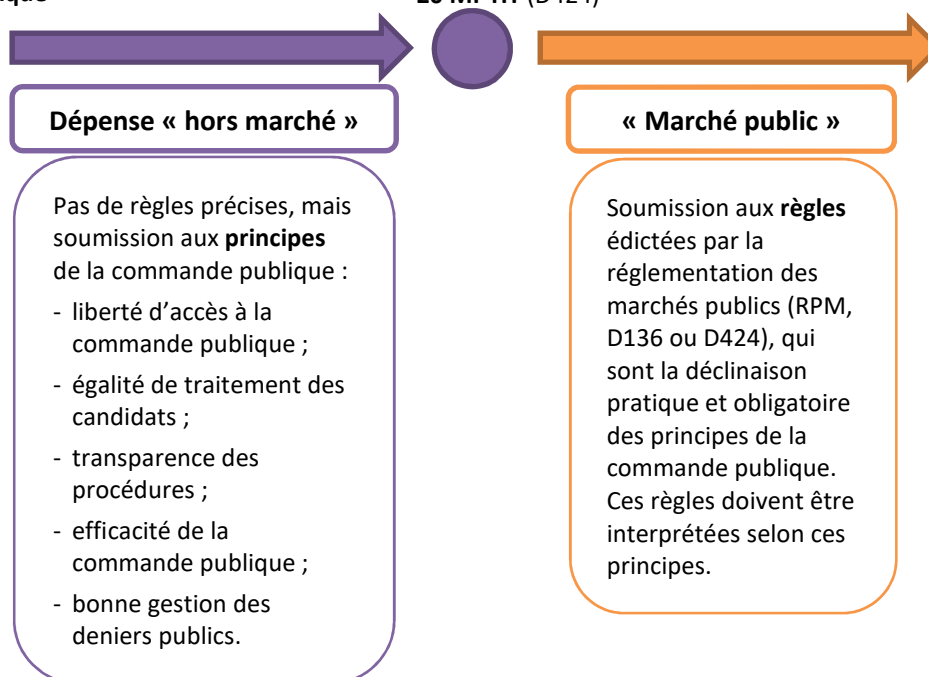 Dépense « hors marché »
« Marché public »
Pas de règles précises, mais
soumission aux principes
de la commande publique :
- liberté d’accès à la
commande publique ;
- égalité de traitement des
candidats ;
- transparence des
procédures ;
- efficacité de la
commande publique ;
- bonne gestion des
deniers publics.
Soumission aux règles
édictées par la
réglementation des
marchés publics (RPM,
D136 ou D424), qui
sont la déclinaison
pratique et obligatoire
des principes de la
commande publique.
Ces règles doivent être
interprétées selon ces
principes.